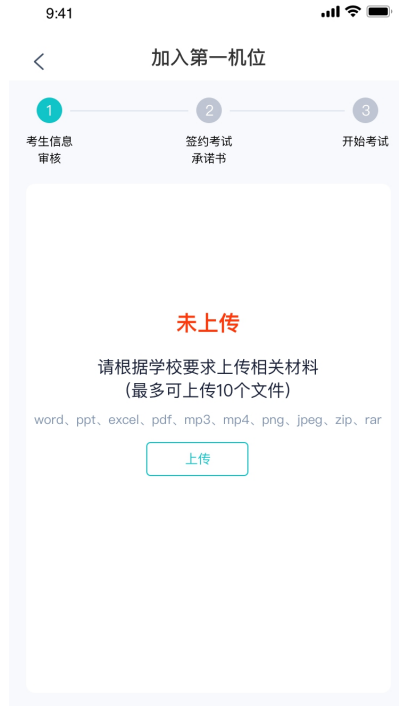 9:41
加入第一机位
1
2
3
考生信息
审核
签约考试
承诺书
开始考试
未上传
请根据学校要求上传相关材料
（最多可上传10个文件）
word、ppt、excel、pdf、mp3、mp4、png、jpeg、zip、rar
上传